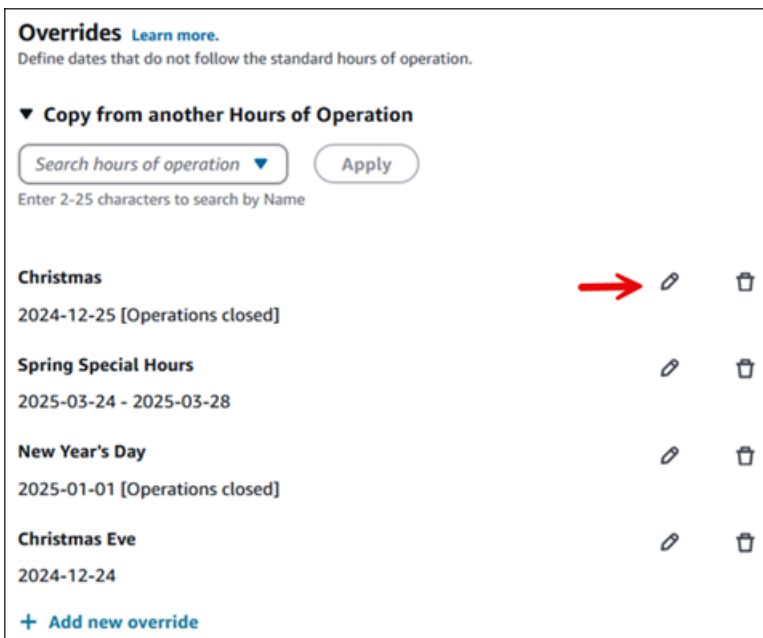 Overrides Learn more.
Define dates that do not follow the standard hours of operation.
Copy from another Hours of Operation
Search hours of operation Apply
Enter 2-25 characters to search by Name
Christmas
2024-12-25 [Operations closed]
Spring Special Hours
2025-03-24 - 2025-03-28
New Year's Day
2025-01-01 [Operations closed]
Christmas Eve
2024-12-24
+ Add new override